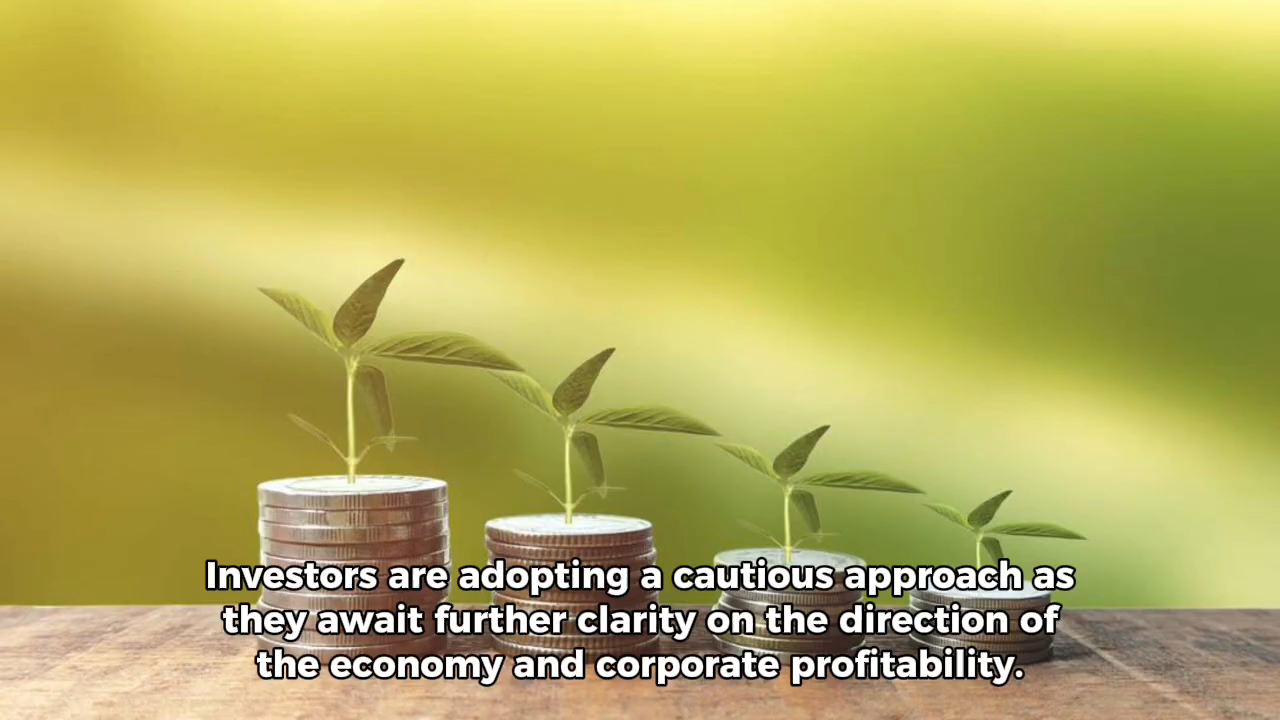 Investors are adopting a cautious approach as
they await further clarity on the direction of
the economy and corporate profitability.